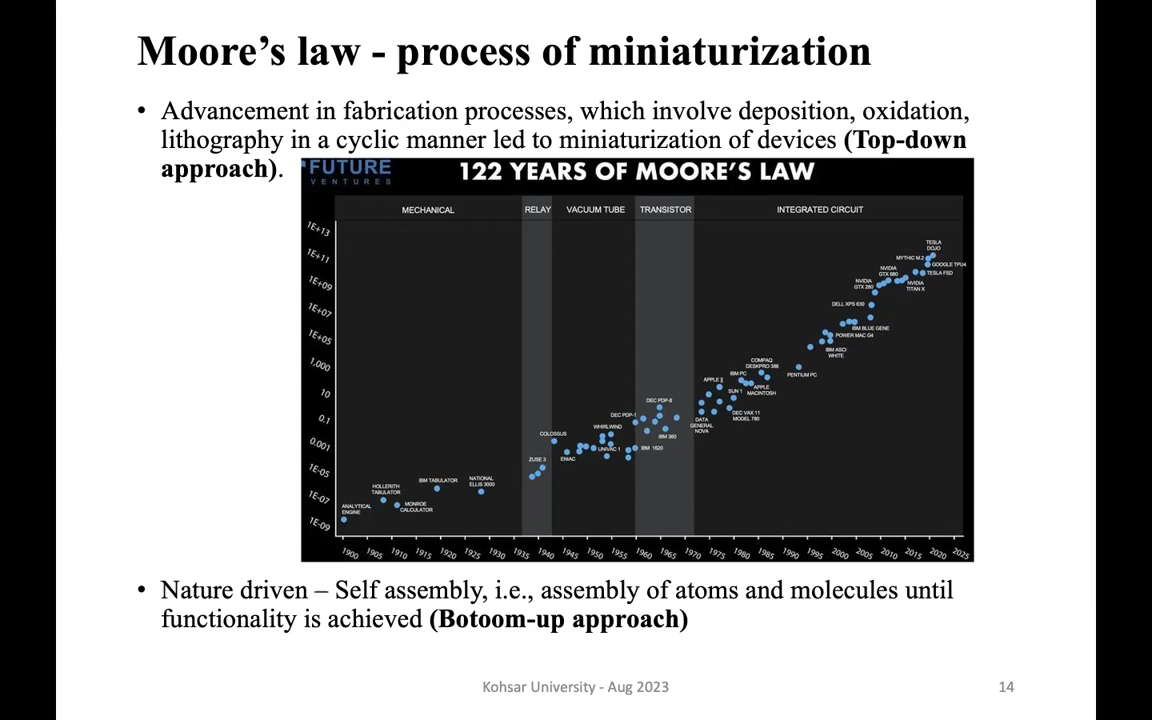 Moore’s law - process of miniaturization
• Advancement in fabrication processes, which involve deposition, oxidation,
lithography in a cyclic manner led to miniaturization of devices (Top-down
approach).
FUTURE
VENTURES
122 YEARS OF MOORE'S LAW
MECHANICAL
RELAY
VACUUM TUBE
TRANSISTOR
INTEGRATED CIRCUIT
1E+13
1E+11
1E+09
1E+07
1E+05
1,000
10
0.1
0.001
1E-05
1E-07
1E-09
ANALYTICAL
ENGINE
HOLLERITH
TABULATOR
MONROE
CALCULATOR
IBM TABULATOR
NATIONAL
ELLIS 3000
ZUSE 3
COLOSSUS
ENIAC
WHIRLWIND
UNIVAC 1
DEC PDP-1
IBM 1620
DEC PDP-8
IBM 360
DATA
GENERAL
NOVA
APPLE II
DEC VAX 11
MODEL 780
SUN 1
IBM PC
APPLE
MACINTOSH
COMPAQ
DESKPRO 386
PENTIUM PC
IBM ASCI
WHITE
POWER MAC G4
IBM BLUE GENE
DELL XPS 630
NVIDIA
GTX 280
NVIDIA
GTX 680
NVIDIA
TITAN X
MYTHIC M.2
TESLA
DOJO
GOOGLE TPU4
TESLA FSD
1900 1905 1910 1915 1920 1925 1930 1935 1940 1945 1950 1955 1960 1965 1970 1975 1980 1985 1990 1995 2000 2005 2010 2015 2020 2025
• Nature driven – Self assembly, i.e., assembly of atoms and molecules until
functionality is achieved (Botoom-up approach)
Kohsar University - Aug 2023
14